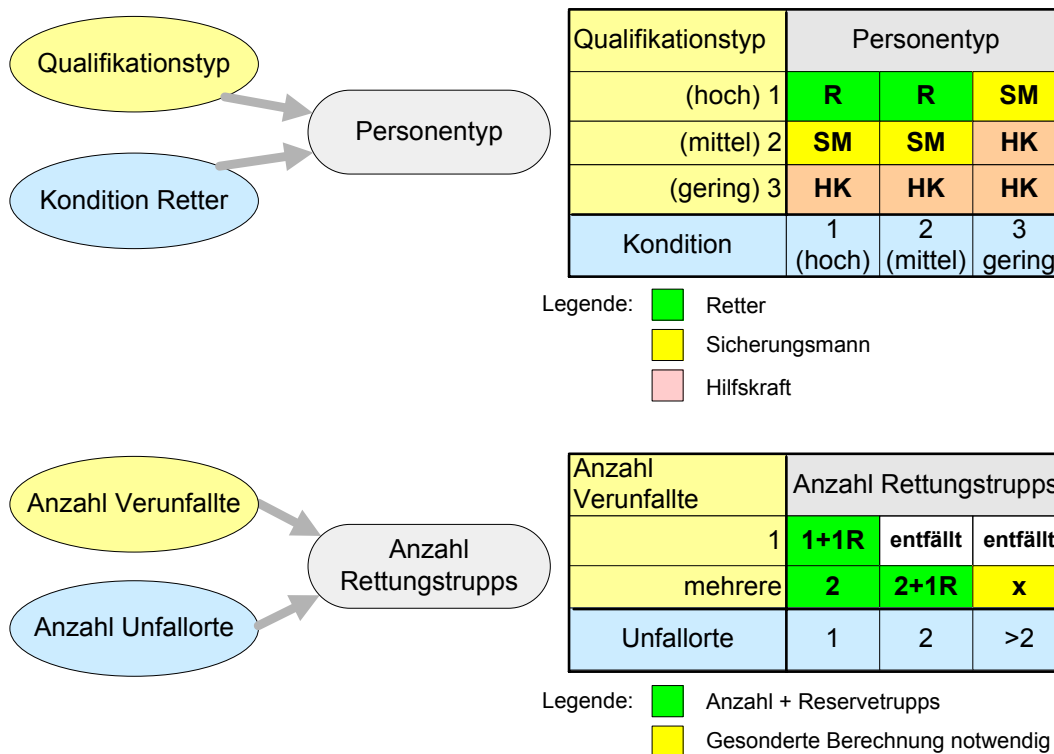 Qualifikationstyp
Kondition Retter
Personentyp
Qualifikationstyp Personentyp
(hoch) 1 R R SM
(mittel) 2 SM SM HK
(gering) 3 HK HK HK
Kondition 1 2 3
(hoch) (mittel) gering
Legende: Retter
Sicherungsmann
Hilfskraft
Anzahl Verunfallte
Anzahl Unfallorte
Anzahl
Rettungstrupps
Anzahl
Verunfallte Anzahl Rettungstrupps
1 1+1R entfällt entfällt
mehrere 2 2+1R x
Unfallorte 1 2 >2
Legende: Anzahl + Reservetrupps
Gesonderte Berechnung notwendig